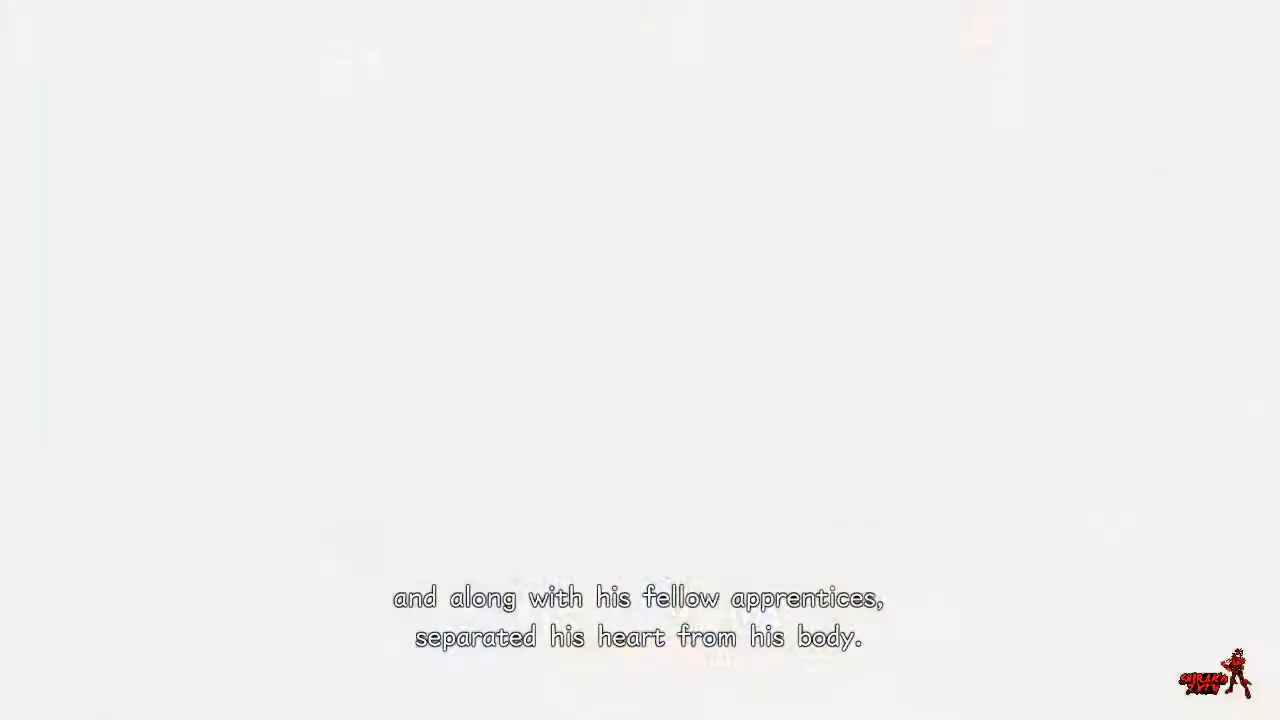 and along with his fellow apprentices,
separated his heart from his body.